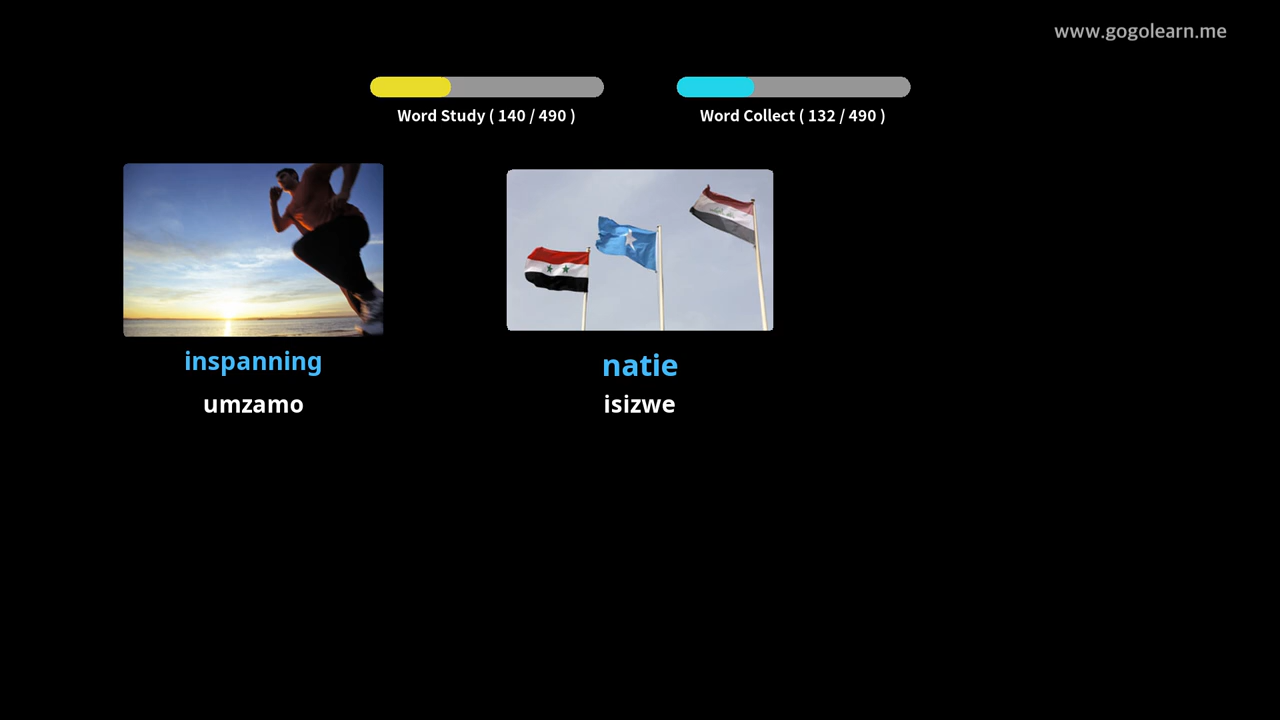 www.gogolearn.me
Word Study ( 140 / 490 )
Word Collect ( 132 / 490 )
inspanning
umzamo
natie
isizwe